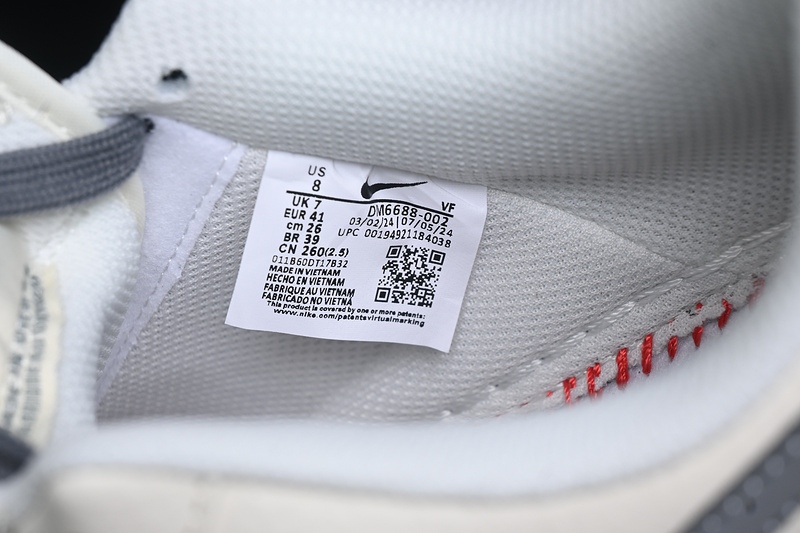 US
8
UK 7
EUR 41
cm 26
BR 39
CN 260(2.5)
VF
DM6688-002
03/02/24 | 07/05/24
UPC 00194921184038
011B60DT17B32
MADE IN VIETNAM
HECHO EN VIETNAM
FABRIQUE AU VIETNAM
FABRICADO NO VIETNA
This product is covered by one or more patents:
www.nike.com/patentsvirtualmarking